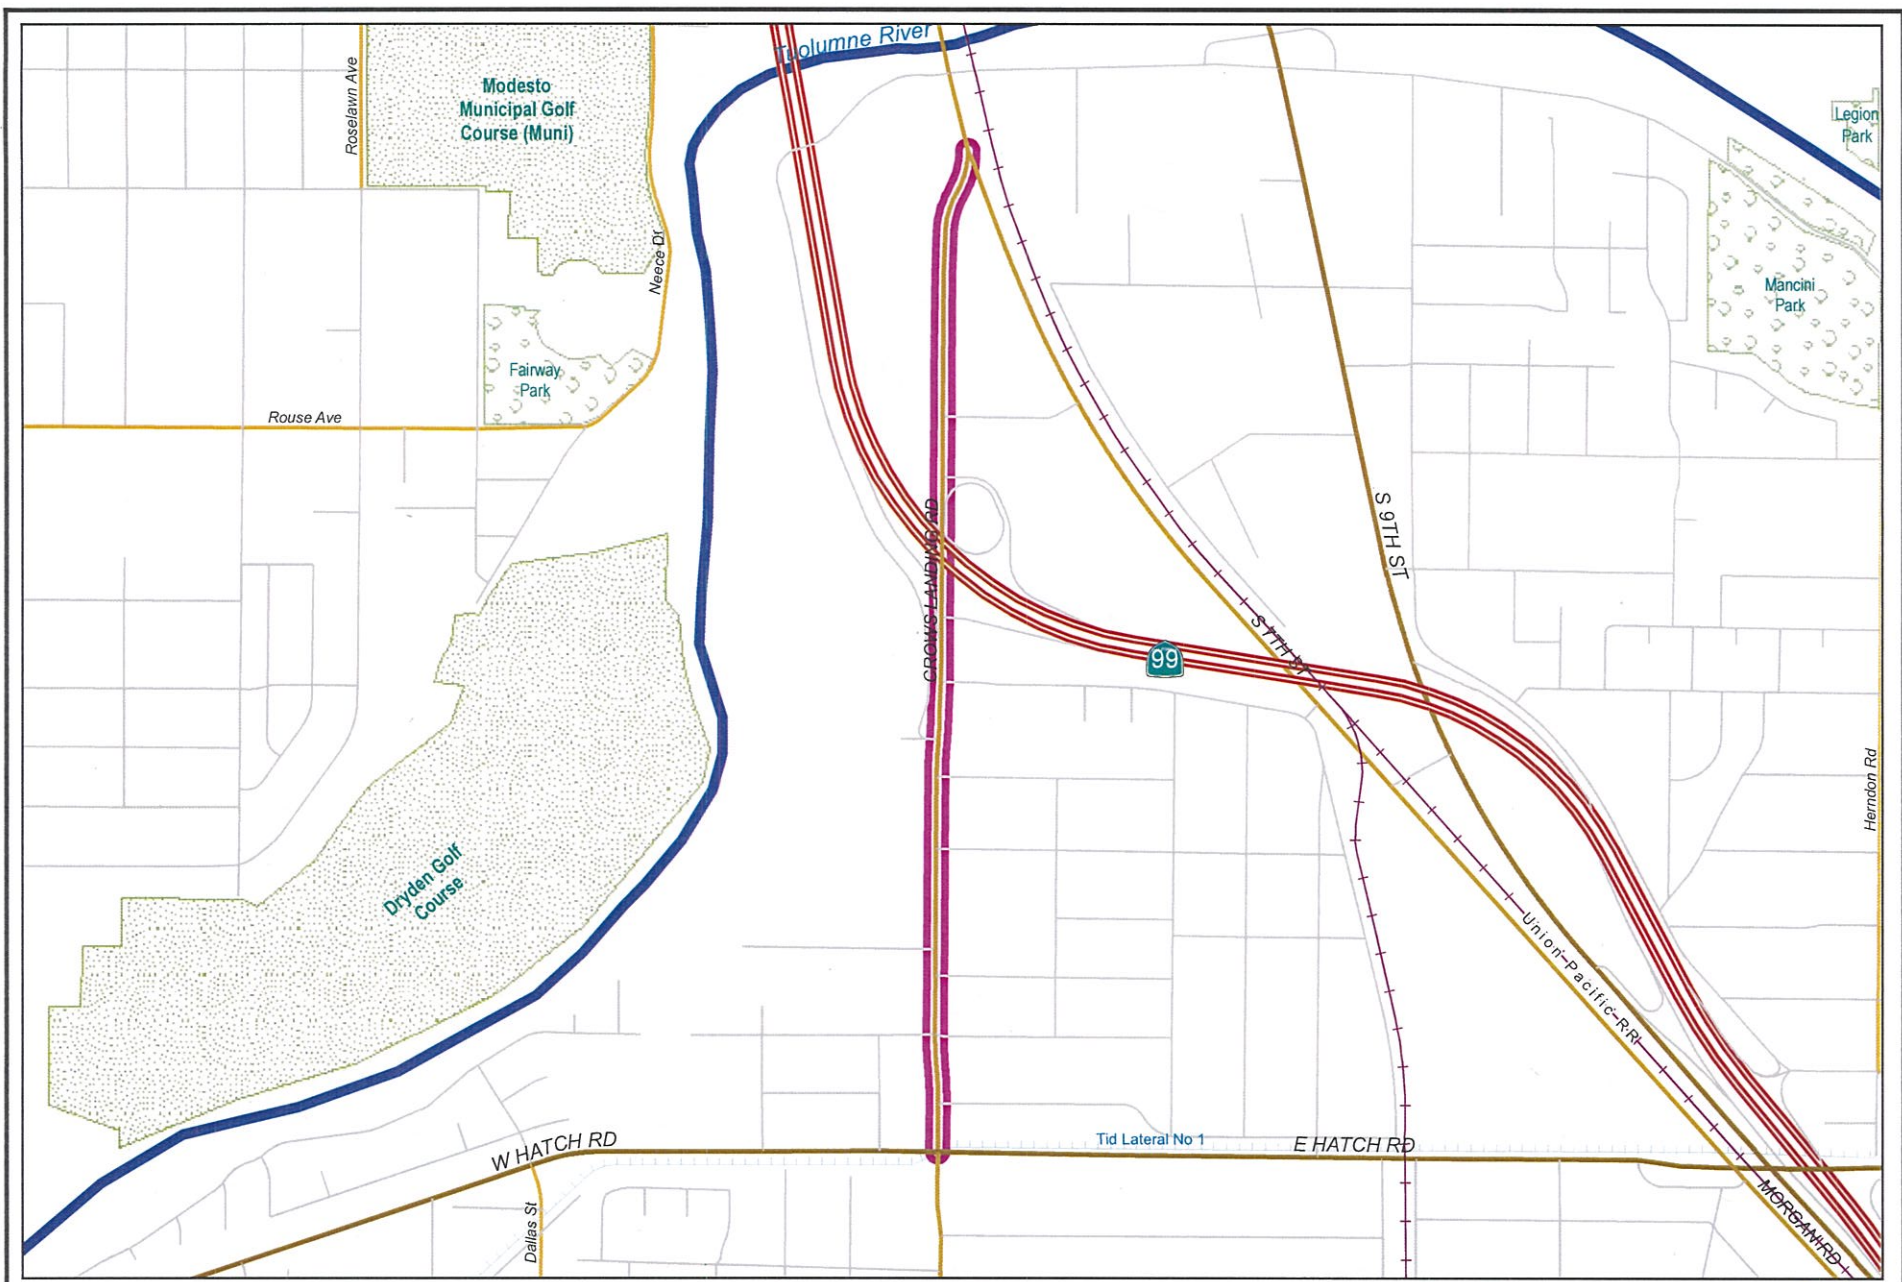 Tuolumne River
Roselawn Ave
Modesto
Municipal Golf
Course (Muni)
Legion
Park
Neece Dr
Mancini
Park
Fairway
Park
Rouse Ave
S 9TH ST
CROWS LANDING RD
S 7TH ST
99
Herndon Rd
Dryden Golf
Course
Union Pacific RR
W HATCH RD
Tid Lateral No 1
E HATCH RD
Dallas St
MORGAN RD